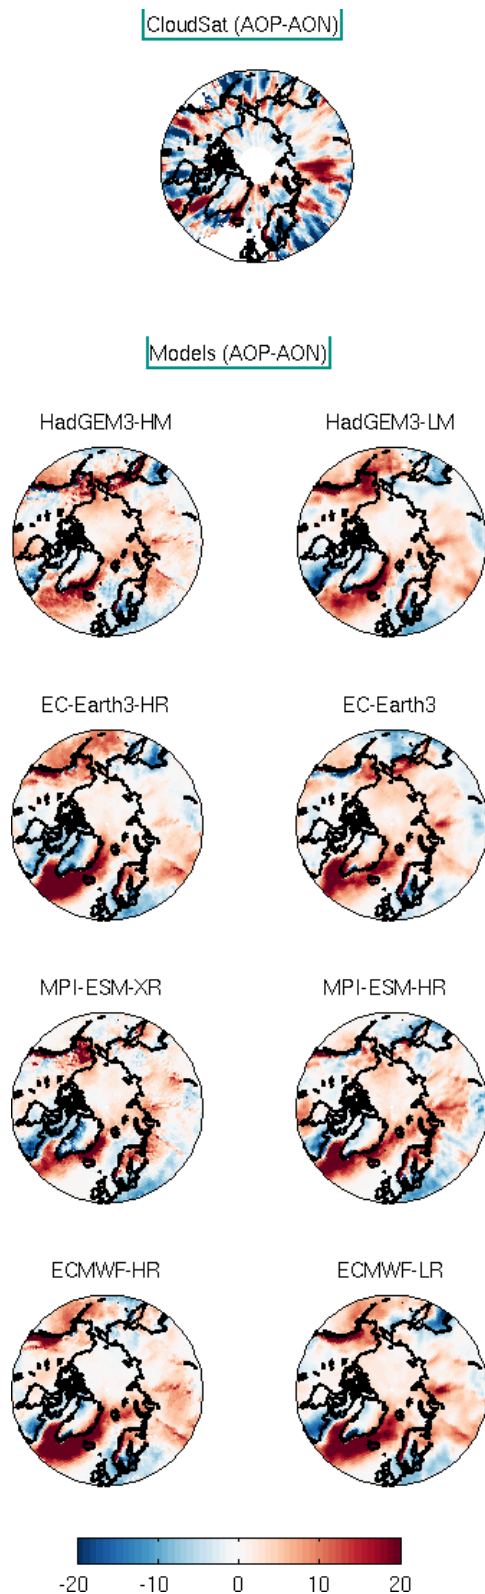 CloudSat (AOP-AON)
Models (AOP-AON)
HadGEM3-HM HadGEM3-LM
EC-Earth3-HR EC-Earth3
MPI-ESM-XR MPI-ESM-HR
ECMWF-HR ECMWF-LR
-20 -10 0 10 20